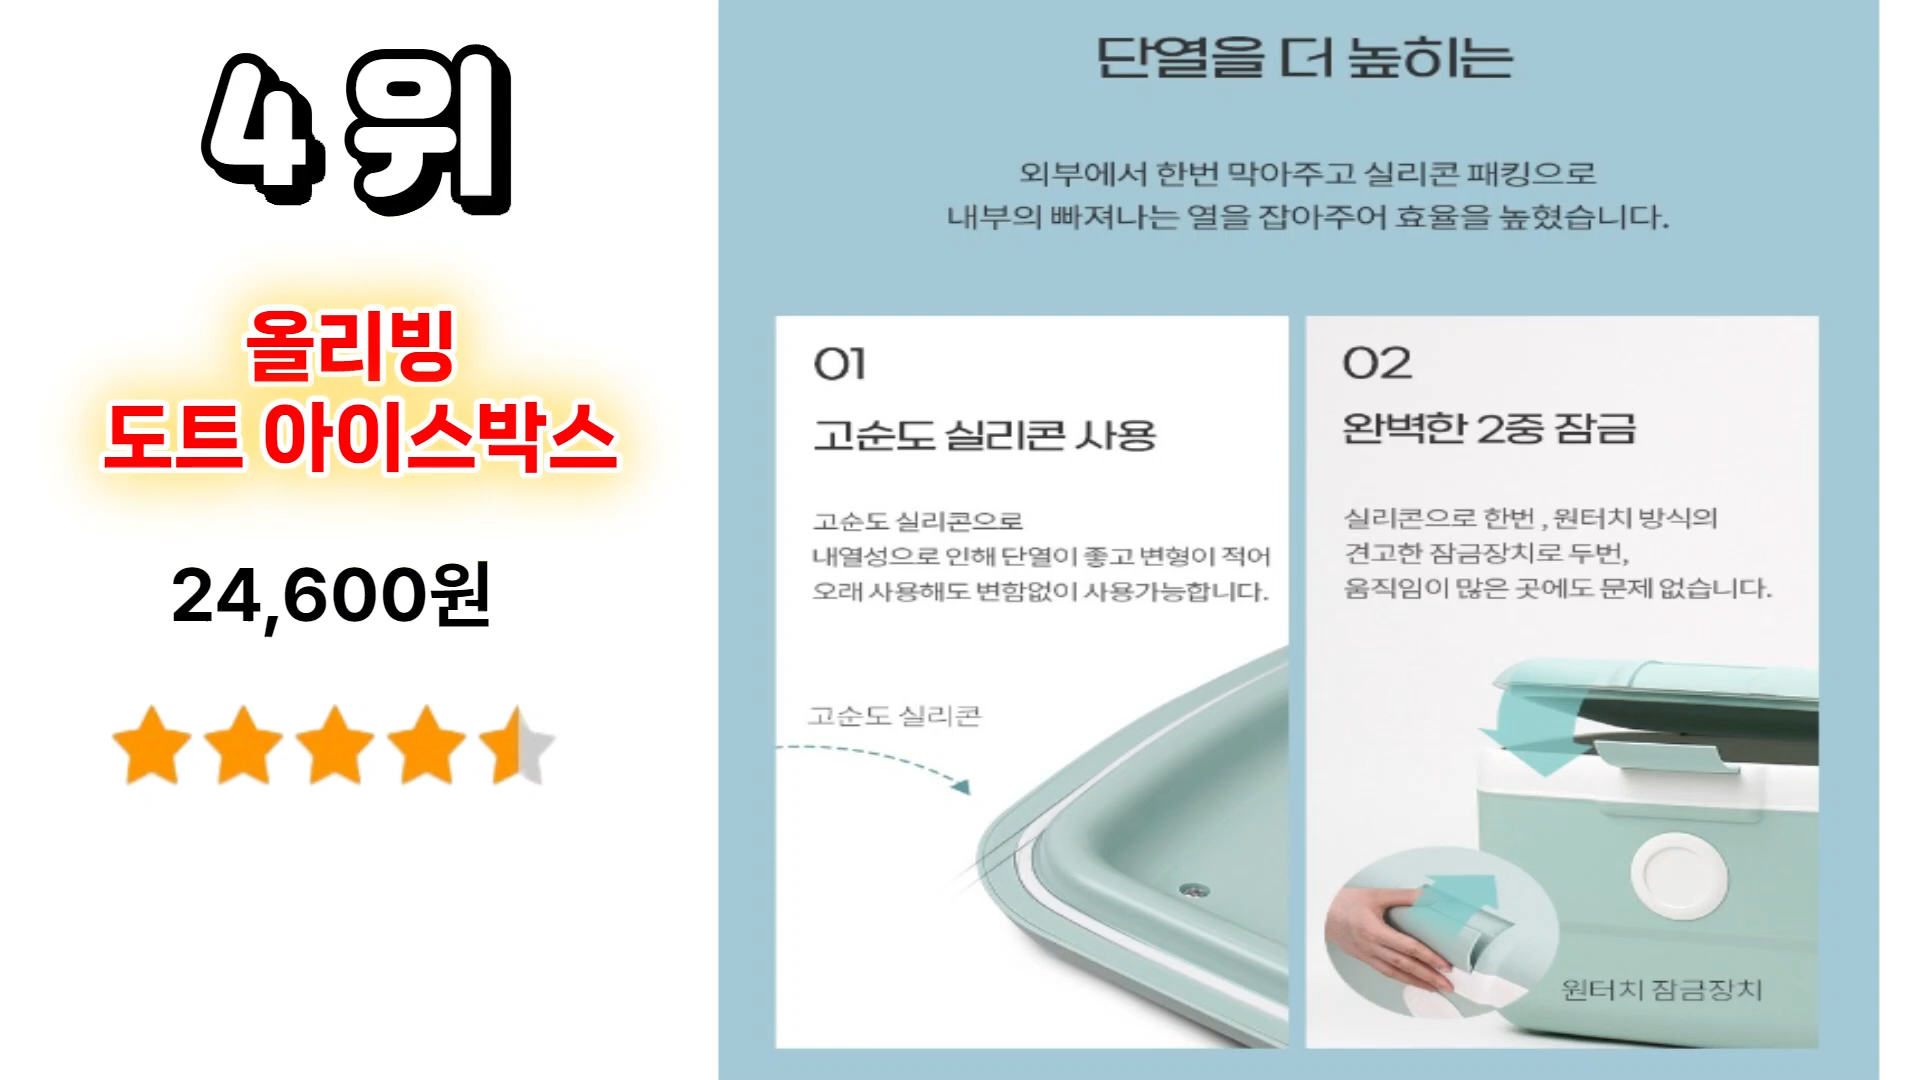 4위
올리빙
도트 아이스박스
24,600원
단열을 더 높히는
외부에서 한번 막아주고 실리콘 패킹으로
내부의 빠져나는 열을 잡아주어 효율을 높혔습니다.
01
고순도 실리콘 사용
고순도 실리콘으로
내열성으로 인해 단열이 좋고 변형이 적어
오래 사용해도 변함없이 사용가능합니다.
고순도 실리콘
02
완벽한 2중 잠금
실리콘으로 한번 , 원터치 방식의
견고한 잠금장치로 두번,
움직임이 많은 곳에도 문제 없습니다.
원터치 잠금장치